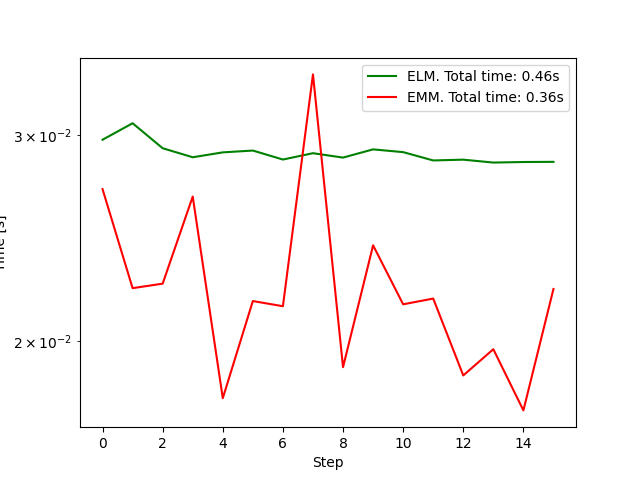 ELM. Total time: 0.46s
EMM. Total time: 0.36s
3 × 10⁻²
2 × 10⁻²
[s]
0 2 4 6 8 10 12 14
Step